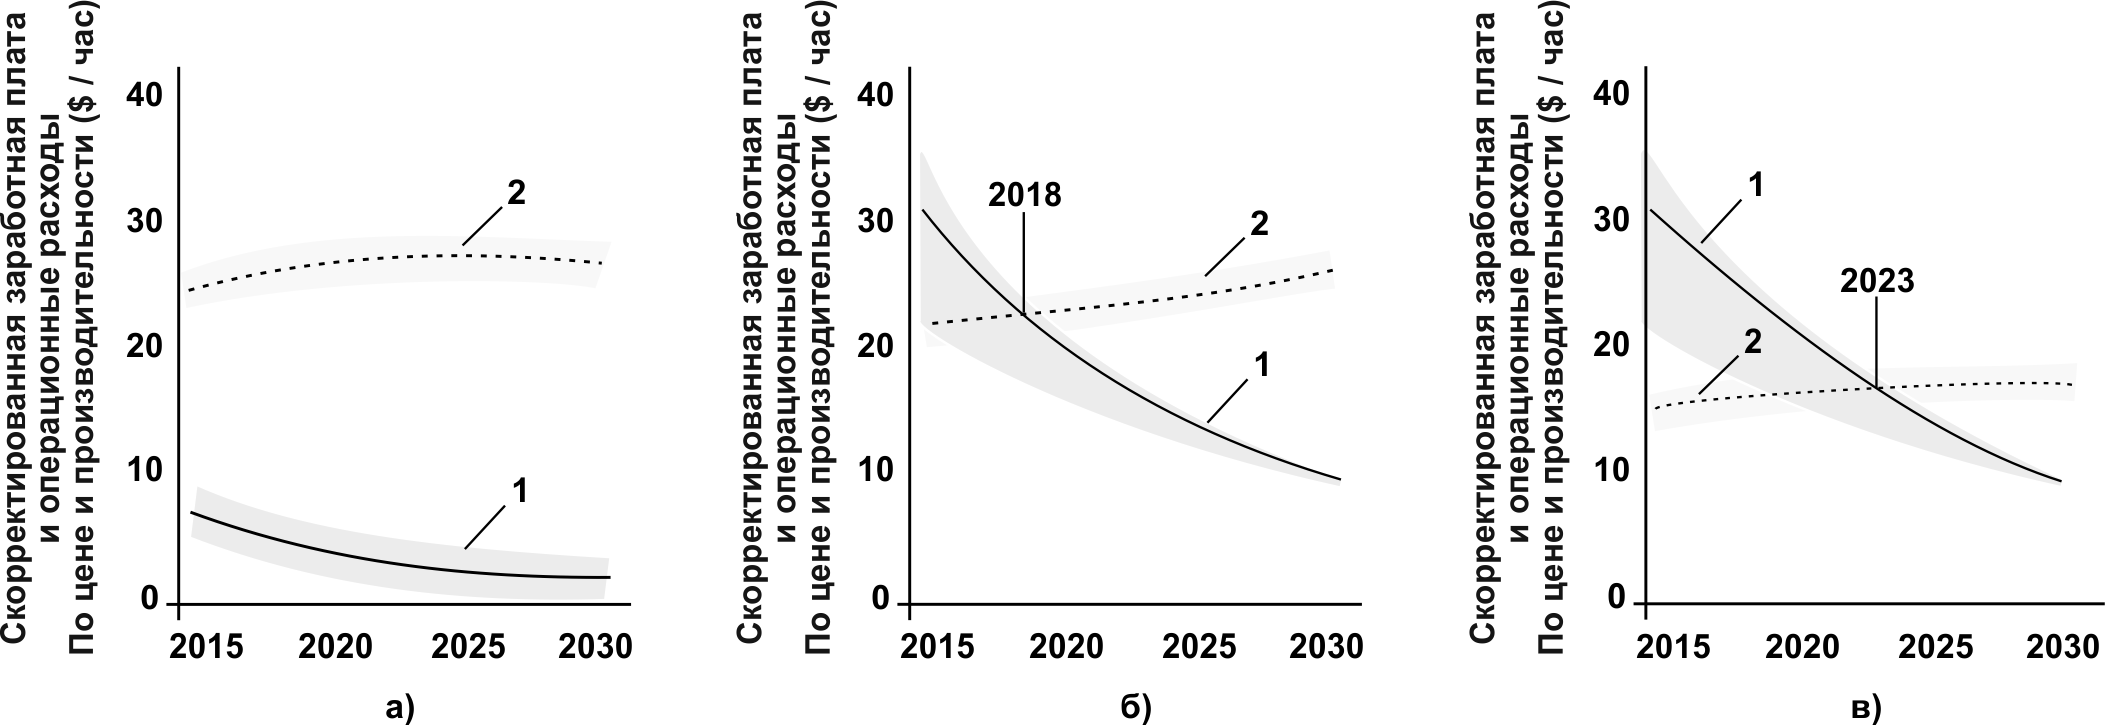 Скорректированная заработная плата
и операционные расходы
По цене и производительности ($ / час)
40
30
20
10
0
2
1
2015 2020 2025 2030
а)
Скорректированная заработная плата
и операционные расходы
По цене и производительности ($ / час)
40
30
20
10
0
2018
2
1
2015 2020 2025 2030
б)
Скорректированная заработная плата
и операционные расходы
По цене и производительности ($ / час)
40
30
20
10
0
1
2023
2
2015 2020 2025 2030
в)